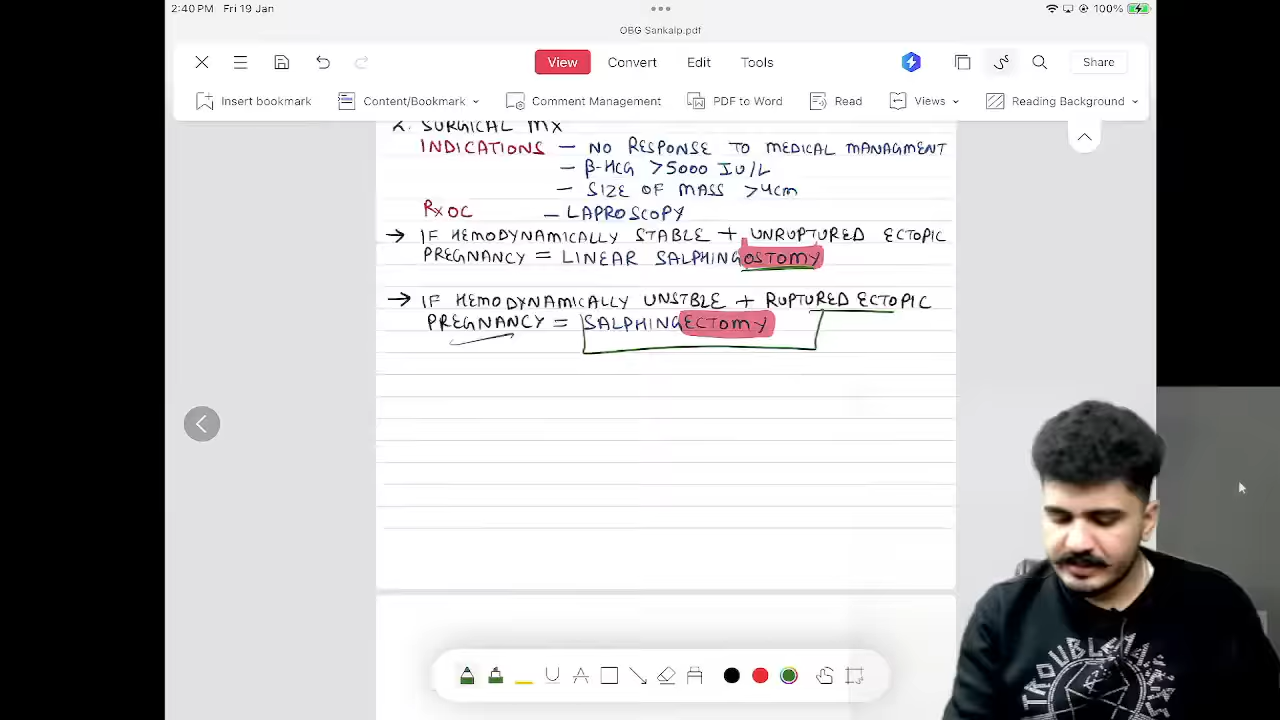 2:40 PM Fri 19 Jan
100%
OBG Sankalp.pdf
View Convert Edit Tools
Share
Insert bookmark Content/Bookmark Comment Management PDF to Word Read Views Reading Background
2. SURGICAL MX
INDICATIONS — NO RESPONSE TO MEDICAL MANAGMENT
— β-HCG >5000 IU/L
— SIZE OF MASS >4cm
RxOC — LAPROSCOPY
→ IF HEMODYNAMICALLY STABLE + UNRUPTURED ECTOPIC
PREGNANCY = LINEAR SALPHINGOSTOMY
→ IF HEMODYNAMICALLY UNSTBLE + RUPTURED ECTOPIC
PREGNANCY = SALPHINGECTOMY